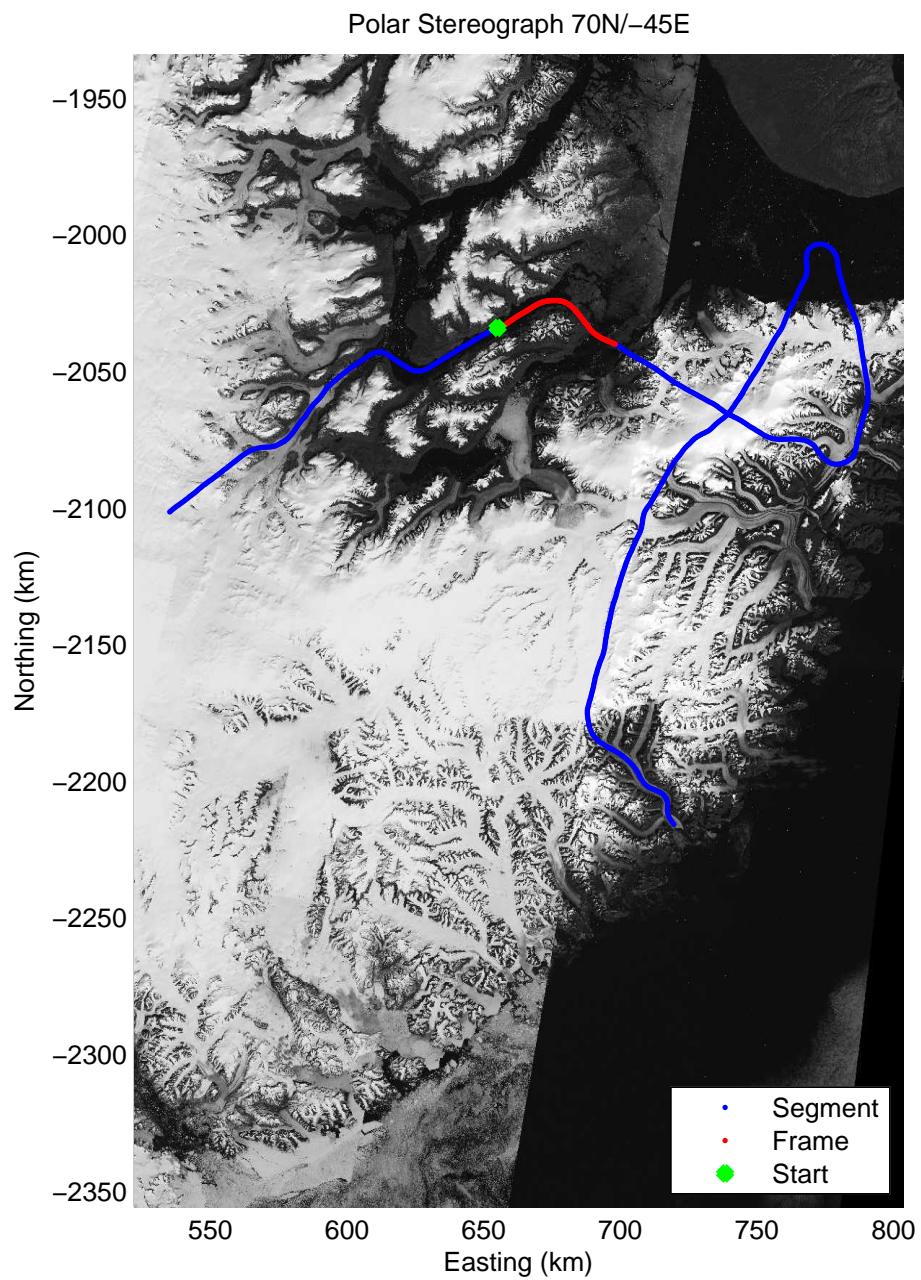 Polar Stereograph 70N/−45E
−1950
−2000
−2050
−2100
−2150
−2200
−2250
−2300
−2350
Northing (km)
550 600 650 700 750 800
Easting (km)
Segment
Frame
Start